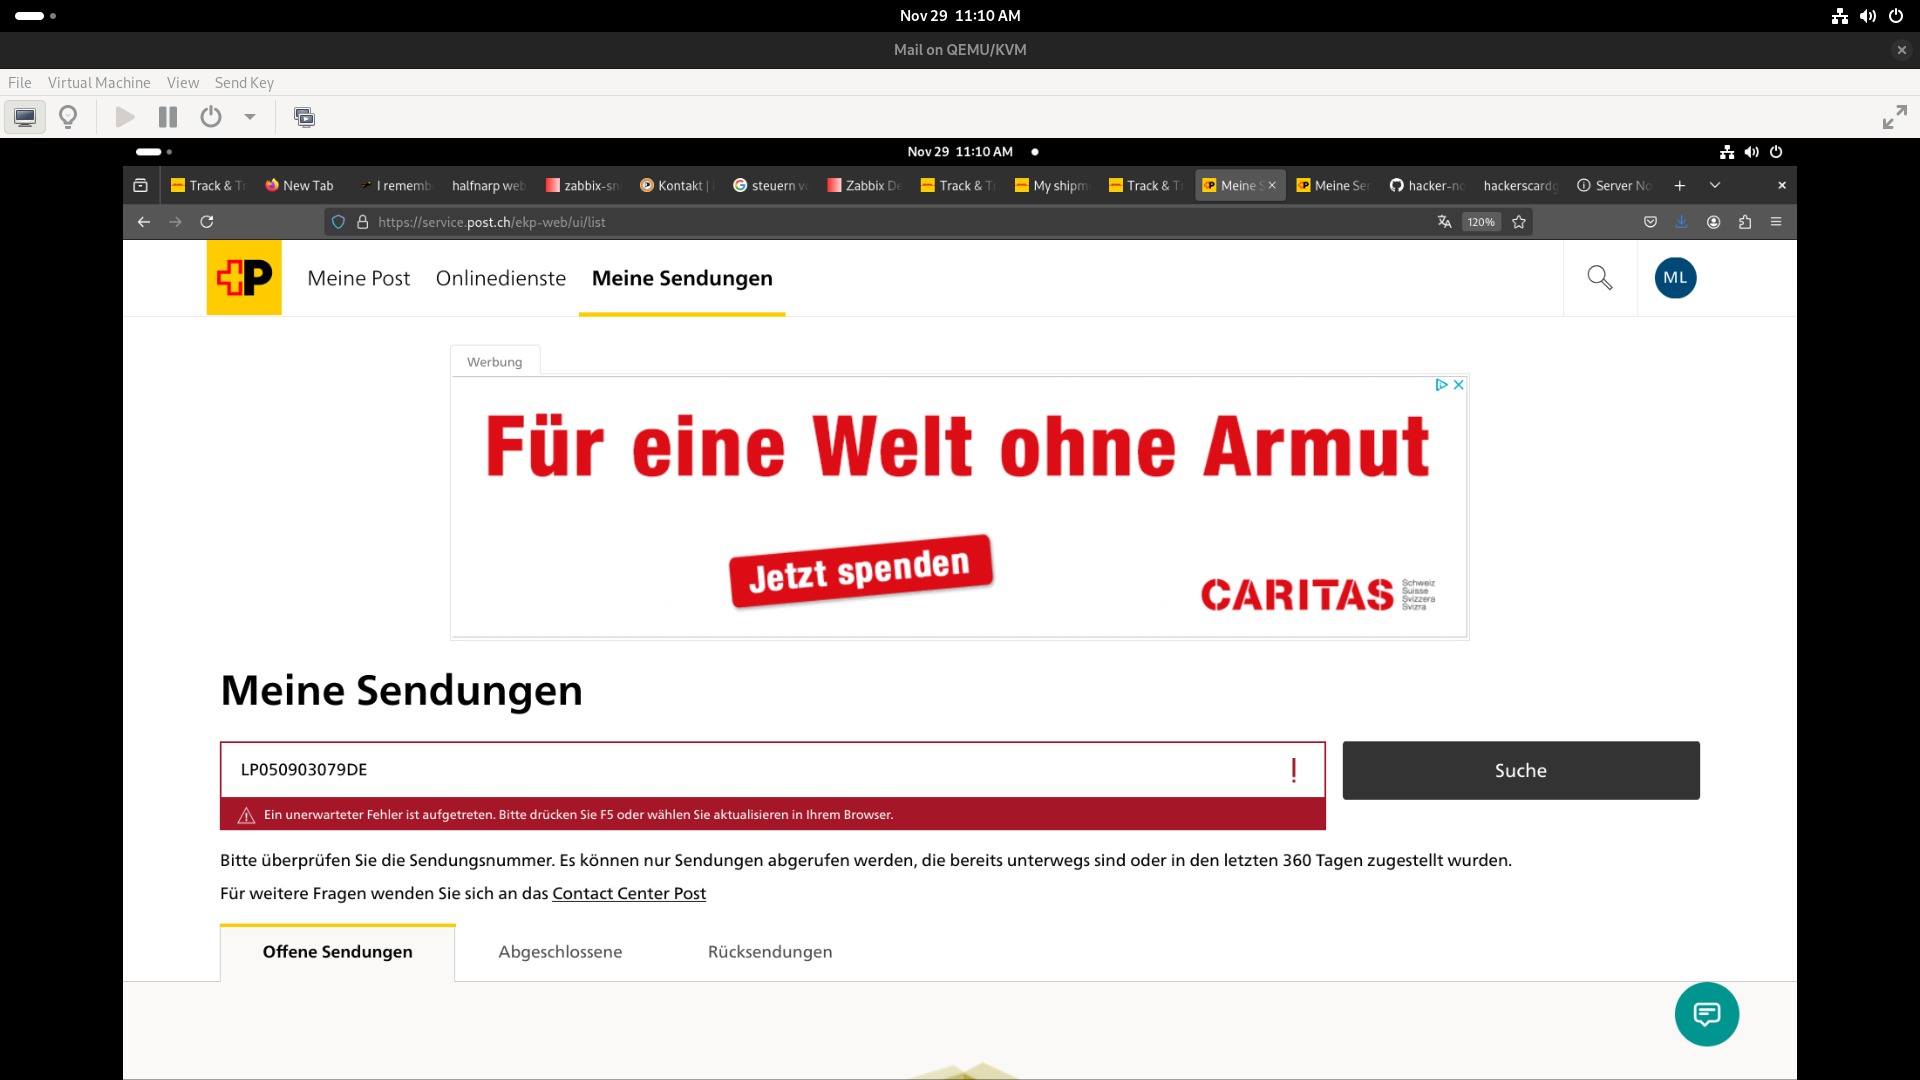 Nov 29 11:10 AM
Mail on QEMU/KVM
File Virtual Machine View Send Key
Nov 29 11:10 AM
Track & Tr New Tab I rememb halfnarp web zabbix-sn Kontakt | steuern v Zabbix De Track & Tr My shipm Track & Tr Meine S Meine Ser hacker-no hackerscardg Server No
https://service.post.ch/ekp-web/ui/list 120%
P Meine Post Onlinedienste Meine Sendungen ML
Werbung
Für eine Welt ohne Armut
Jetzt spenden
CARITAS Schweiz
Suisse
Svizzera
Svizra
Meine Sendungen
LP050903079DE ! Suche
Ein unerwarteter Fehler ist aufgetreten. Bitte drücken Sie F5 oder wählen Sie aktualisieren in Ihrem Browser.
Bitte überprüfen Sie die Sendungsnummer. Es können nur Sendungen abgerufen werden, die bereits unterwegs sind oder in den letzten 360 Tagen zugestellt wurden.
Für weitere Fragen wenden Sie sich an das Contact Center Post
Offene Sendungen Abgeschlossene Rücksendungen